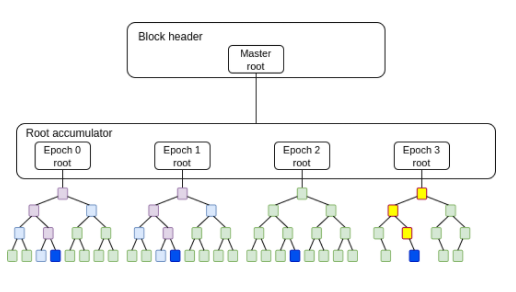 Block header
Master
root
Root accumulator
Epoch 0
root
Epoch 1
root
Epoch 2
root
Epoch 3
root